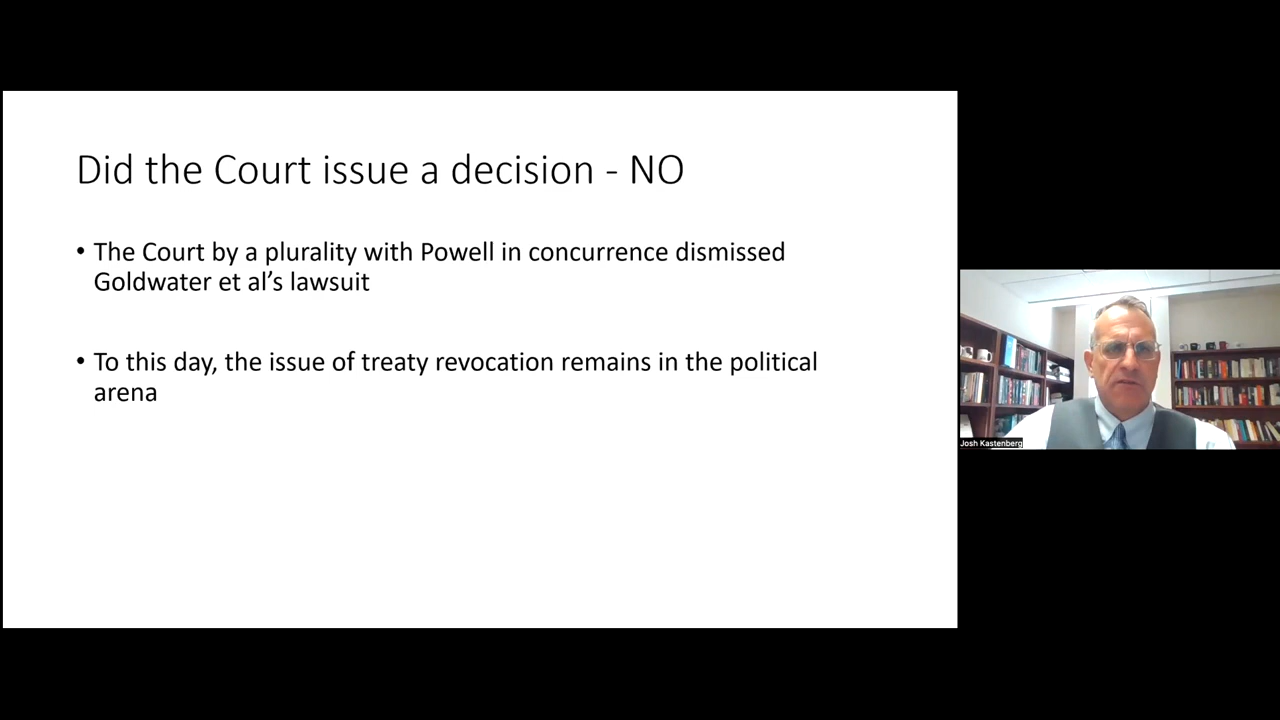 Did the Court issue a decision - NO
• The Court by a plurality with Powell in concurrence dismissed
Goldwater et al’s lawsuit
• To this day, the issue of treaty revocation remains in the political
arena
Josh Kastenberg